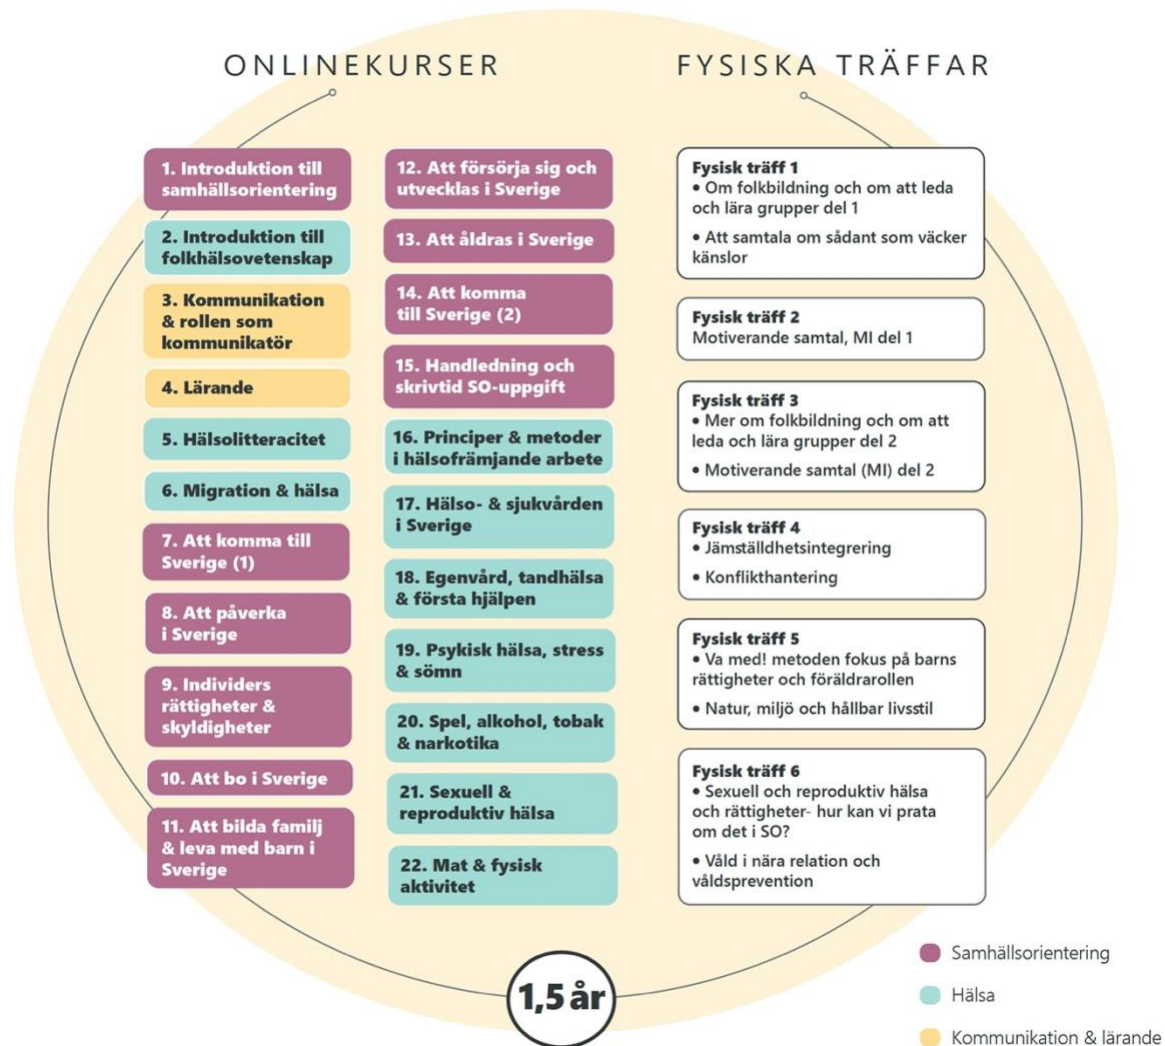 ONLINEKURSER
1. Introduktion till
samhällsorientering
2. Introduktion till
folkhälsovetenskap
3. Kommunikation
& rollen som
kommunikatör
4. Lärande
5. Hälsolitteracitet
6. Migration & hälsa
7. Att komma till
Sverige (1)
8. Att påverka
i Sverige
9. Individers
rättigheter &
skyldigheter
10. Att bo i Sverige
11. Att bilda familj
& leva med barn i
Sverige
12. Att försörja sig och
utvecklas i Sverige
13. Att åldras i Sverige
14. Att komma
till Sverige (2)
15. Handledning och
skrivtid SO-uppgift
16. Principer & metoder
i hälsofrämjande arbete
17. Hälso- & sjukvården
i Sverige
18. Egenvård, tandhälsa
& första hjälpen
19. Psykisk hälsa, stress
& sömn
20. Spel, alkohol, tobak
& narkotika
21. Sexuell &
reproduktiv hälsa
22. Mat & fysisk
aktivitet
FYSISKA TRÄFFAR
Fysisk träff 1
• Om folkbildning och om att leda
och lära grupper del 1
• Att samtala om sådant som väcker
känslor
Fysisk träff 2
Motiverande samtal, MI del 1
Fysisk träff 3
• Mer om folkbildning och om att
leda och lära grupper del 2
• Motiverande samtal (MI) del 2
Fysisk träff 4
• Jämställdhetsintegrering
• Konflikthantering
Fysisk träff 5
• Va med! metoden fokus på barns
rättigheter och föräldrarollen
• Natur, miljö och hållbar livsstil
Fysisk träff 6
• Sexuell och reproduktiv hälsa
och rättigheter- hur kan vi prata
om det i SO?
• Våld i nära relation och
våldsprevention
1,5 år
Samhällsorientering
Hälsa
Kommunikation & lärande